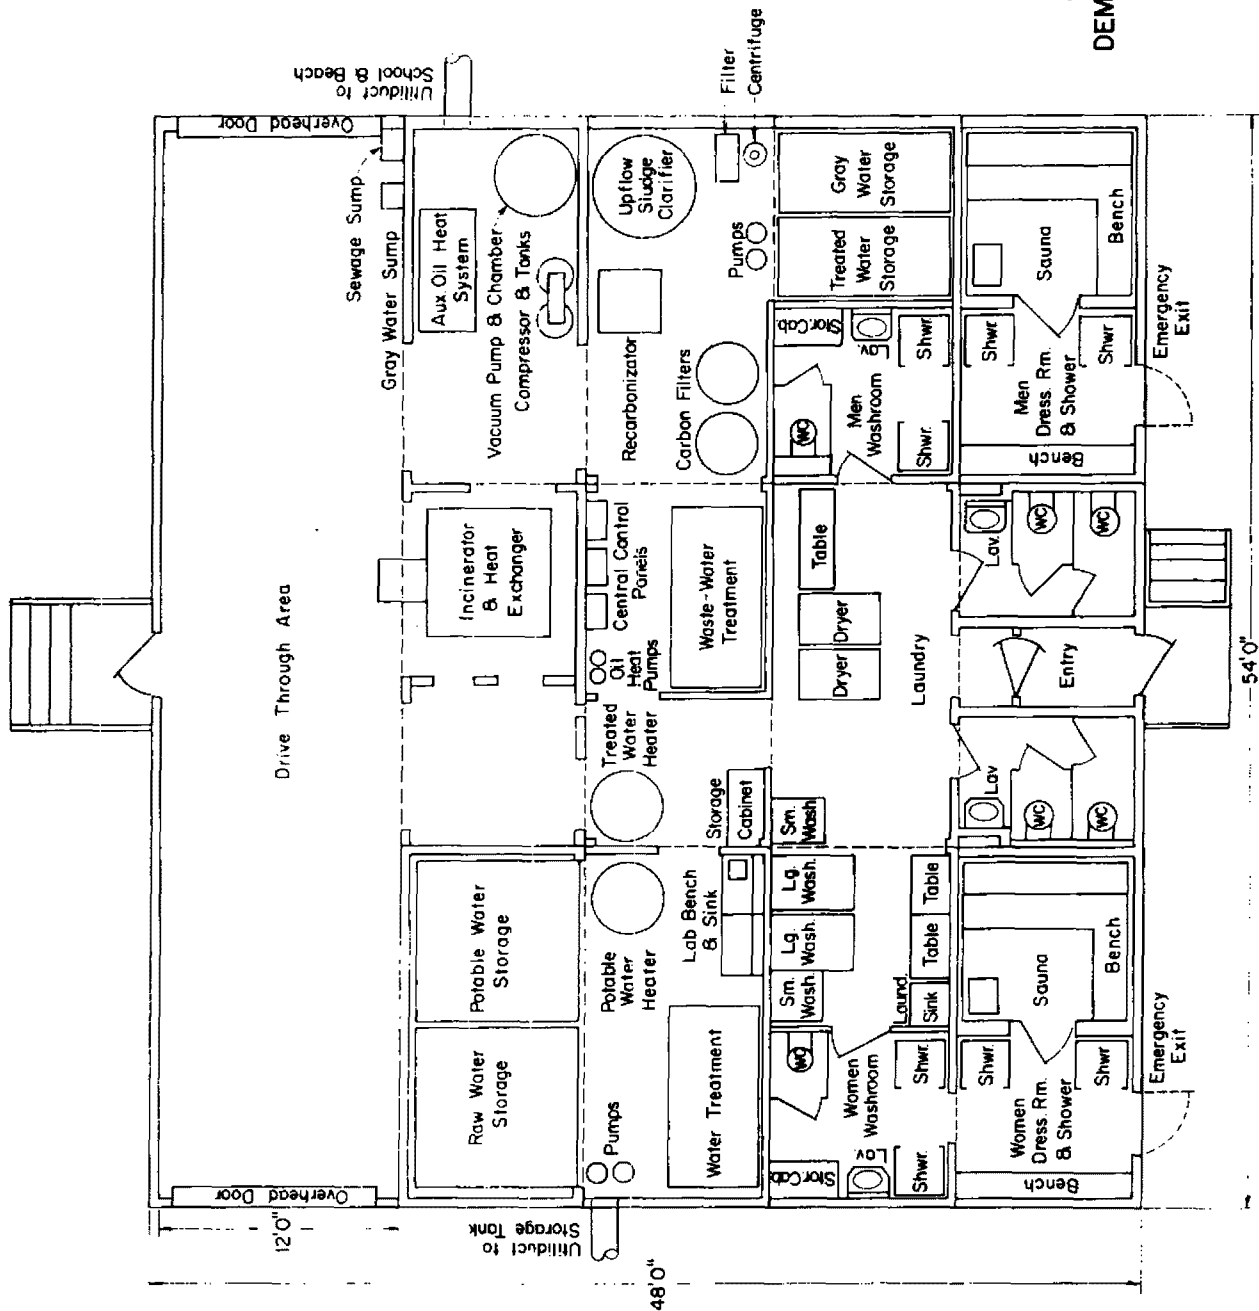 DEM
Utiliduct to
School & Beach
Overhead
Door
Sewage Sump
Gray Water Sump
Filter
Centrifuge
Drive Through Area
Aux. Oil Heat
System
Vacuum Pump & Chamber
Compressor & Tanks
Incinerator
& Heat
Exchanger
Potable Water
Storage
Raw Water
Storage
Overhead
Door
12'0"
48'0"
Utiliduct to
Storage Tank
Upflow
Sludge
Clarifier
Recarbonizator
Carbon Filters
Pumps
Central Control
Panels
Oil
Heat
Pumps
Waste-Water
Treatment
Treated
Water
Heater
Storage
Cabinet
Potable
Water
Heater
Lab Bench
& Sink
Pumps
Water Treatment
Gray
Water
Storage
Treated
Water
Storage
Stor. Cab.
Lav.
Shwr.
WC
Men
Washroom
Shwr.
Table
Dryer
Dryer
Laundry
Sm.
Wash
Lg.
Wash.
Lg.
Wash.
Sm.
Wash.
Table
Table
Laund.
Sink
WC
Women
Washroom
Shwr.
Stor. Cab.
Lav.
Shwr.
Sauna
Bench
Shwr.
Shwr
Men
Dress. Rm.
& Shower
Bench
Emergency
Exit
Lav.
WC
WC
Entry
Lav
WC
WC
Sauna
Bench
Shwr.
Shwr
Women
Dress. Rm.
& Shower
Bench
Emergency
Exit
54'0"